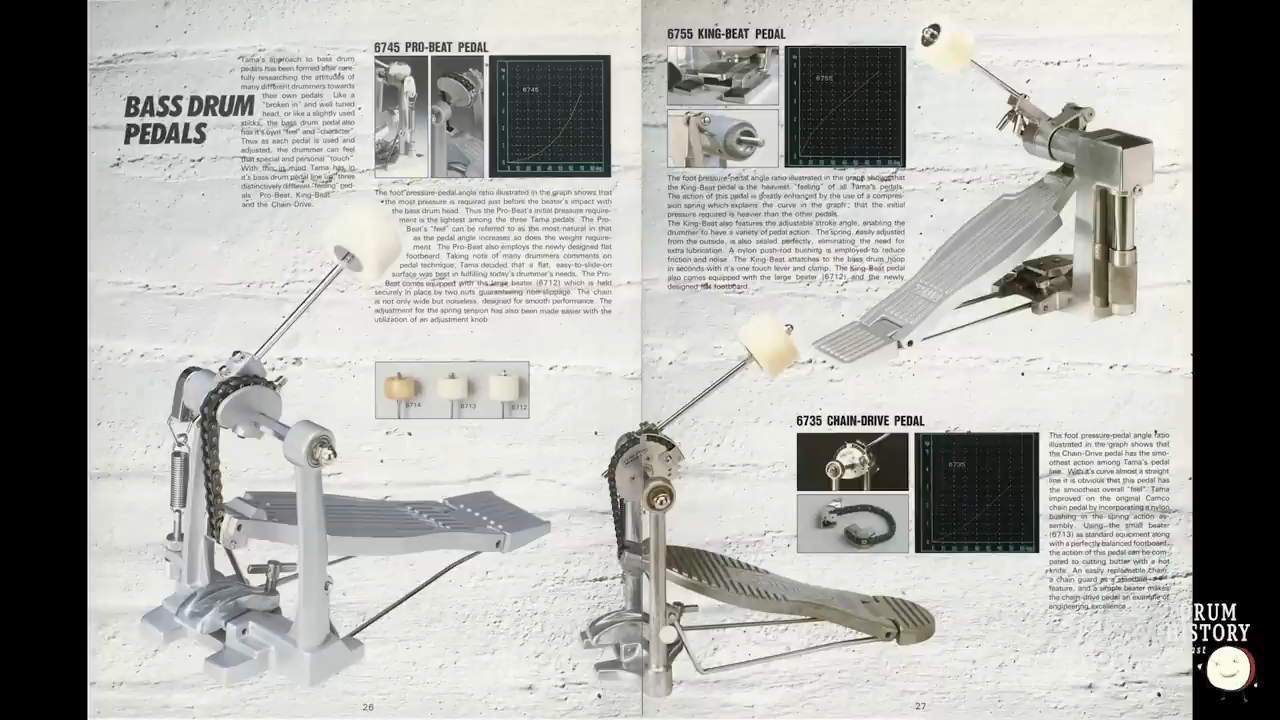 BASS DRUM
PEDALS
Tama's approach to bass drum
pedals has been formed after care-
fully researching the attitudes of
many different drummers towards
their own pedals. Like a
"broken in" and well tuned
head, or like a slightly used
sticks, the bass drum pedal also
has it's own "feel" and "character".
Thus as each pedal is used and
adjusted, the drummer can feel
that special and personal "touch".
With this in mind Tama has in
it's bass drum pedal line up, three
distinctively different "feeling" ped-
als. Pro-Beat, King-Beat
and the Chain-Drive.
6745 PRO-BEAT PEDAL
6745
The foot pressure-pedal angle ratio illustrated in the graph shows that
the most pressure is required just before the beater's impact with
the bass drum head. Thus the Pro-Beat's initial pressure require-
ment is the lightest among the three Tama pedals. The Pro-
Beat's "feel" can be referred to as the most natural in that
as the pedal angle increases so does the weight require-
ment. The Pro-Beat also employs the newly designed flat
footboard. Taking note of many drummers comments on
pedal technique, Tama decided that a flat, easy-to-slide-on
surface was best in fulfilling today's drummer's needs. The Pro-
Beat comes equipped with the large beater (6712) which is held
securely in place by two nuts guaranteeing non-slippage. The chain
is not only wide but noiseless, designed for smooth performance. The
adjustment for the spring tension has also been made easier with the
utilization of an adjustment knob.
6714
6713
6712
26
6755 KING-BEAT PEDAL
6755
The foot pressure-pedal angle ratio illustrated in the graph shows that
the King-Beat pedal is the heaviest "feeling" of all Tama's pedals.
The action of this pedal is greatly enhanced by the use of a compres-
sion spring which explains the curve in the graph; that the initial
pressure required is heavier than the other pedals.
The King-Beat also features the adjustable stroke angle, enabling the
drummer to have a variety of pedal action. The spring, easily adjusted
from the outside, is also sealed perfectly, eliminating the need for
extra lubrication. A nylon push-rod bushing is employed to reduce
friction and noise. The King-Beat attatches to the bass drum hoop
in seconds with it's one touch lever and clamp. The King-Beat pedal
also comes equipped with the large beater (6712) and the newly
designed flat footboard.
6735 CHAIN-DRIVE PEDAL
6735
The foot pressure-pedal angle ratio
illustrated in the graph shows that
the Chain-Drive pedal has the smo-
othest action among Tama's pedal
line. With it's curve almost a straight
line it is obvious that this pedal has
the smoothest overall "feel". Tama
improved on the original Camco
chain pedal by incorporating a nylon
bushing in the spring action as-
sembly. Using the small beater
(6713) as standard equipment along
with a perfectly balanced footboard,
the action of this pedal can be com-
pared to cutting butter with a hot
knife. An easily replaceable chain,
a chain guard as a standard
feature, and a simple beater makes
the chain-drive pedal an example of
engineering excellence.
27
DRUM
HISTORY